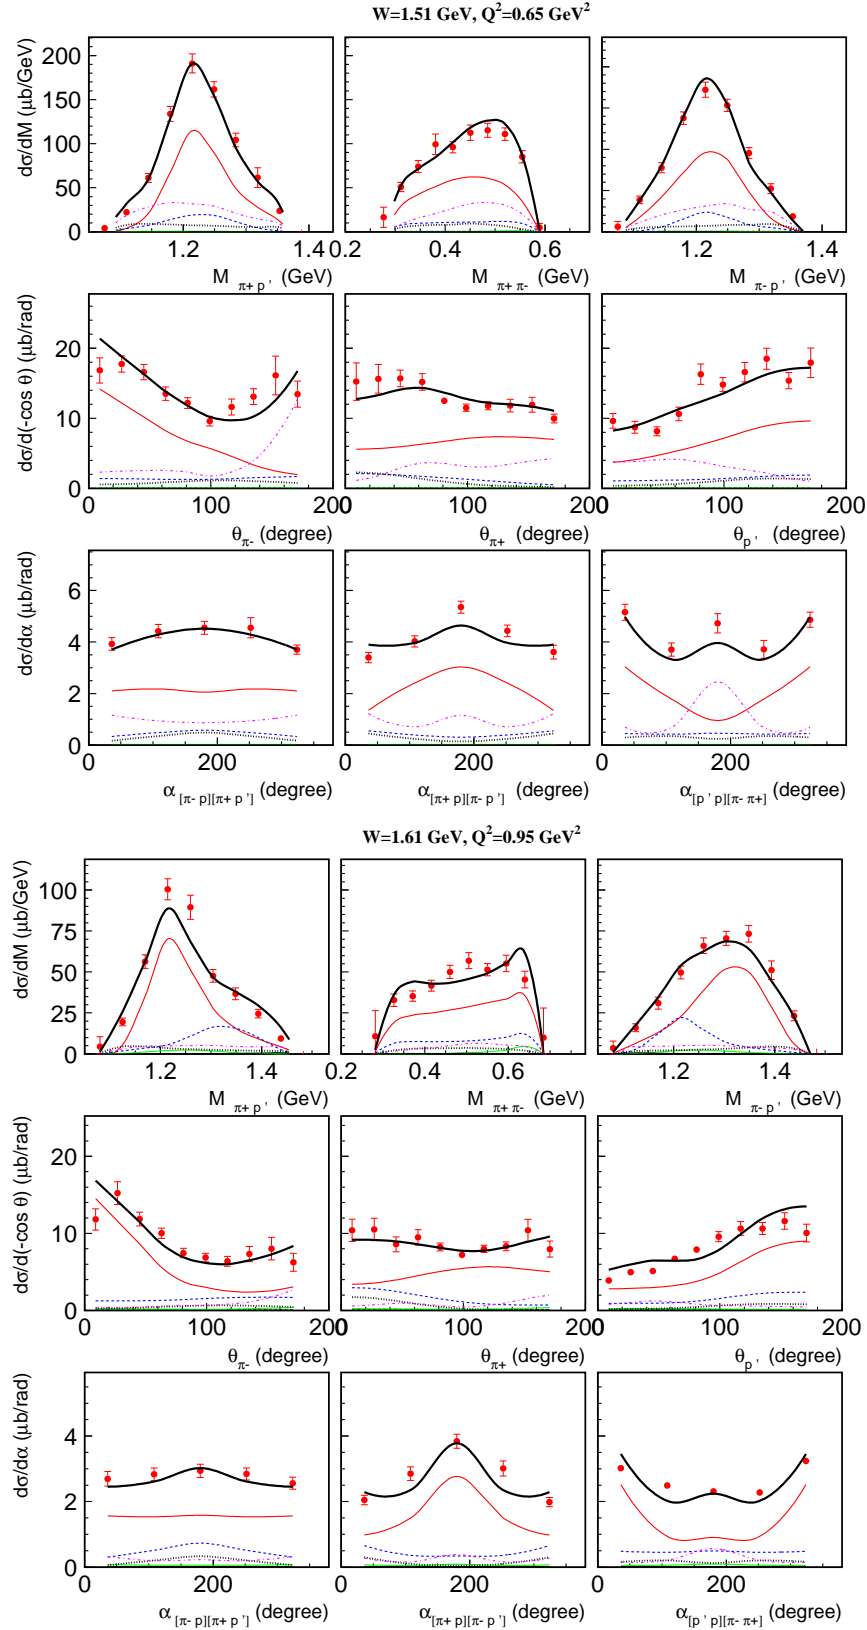 W=1.51 GeV, Q²=0.65 GeV²
dσ/dM (μb/GeV)
200
150
100
50
0
1.2 1.4
0.2 0.4 0.6
1.2 1.4
M π+ p' (GeV)
M π+ π- (GeV)
M π- p' (GeV)
dσ/d(-cos θ) (μb/rad)
20
10
0
0 100 200
0 100 200
0 100 200
θ π- (degree)
θ π+ (degree)
θ p' (degree)
dσ/dα (μb/rad)
6
4
2
0
0 200
0 200
0 200
α [π- p][π+ p'] (degree)
α [π+ p][π- p'] (degree)
α [p' p][π- π+] (degree)
W=1.61 GeV, Q²=0.95 GeV²
dσ/dM (μb/GeV)
100
75
50
25
0
1.2 1.4
0.2 0.4 0.6
1.2 1.4
M π+ p' (GeV)
M π+ π- (GeV)
M π- p' (GeV)
dσ/d(-cos θ) (μb/rad)
20
10
0
0 100 200
0 100 200
0 100 200
θ π- (degree)
θ π+ (degree)
θ p' (degree)
dσ/dα (μb/rad)
4
2
0
0 200
0 200
0 200
α [π- p][π+ p'] (degree)
α [π+ p][π- p'] (degree)
α [p' p][π- π+] (degree)